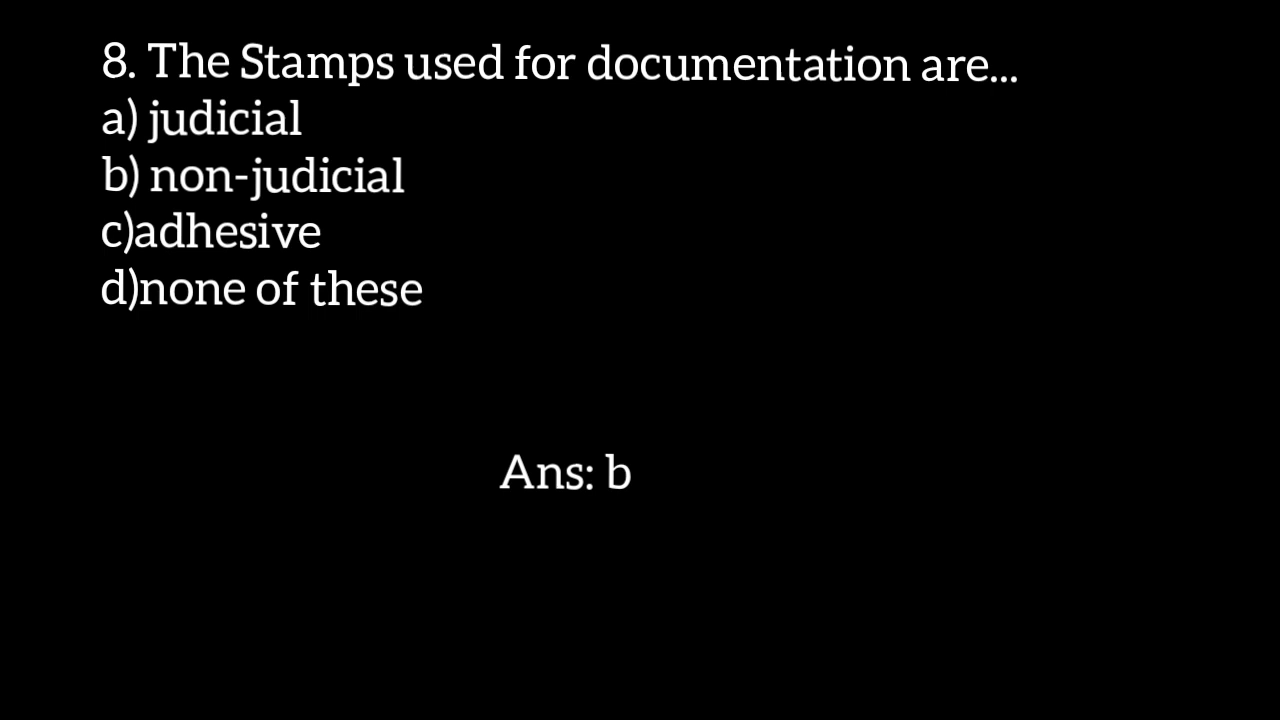 8. The Stamps used for documentation are...
a) judicial
b) non-judicial
c)adhesive
d)none of these
Ans: b